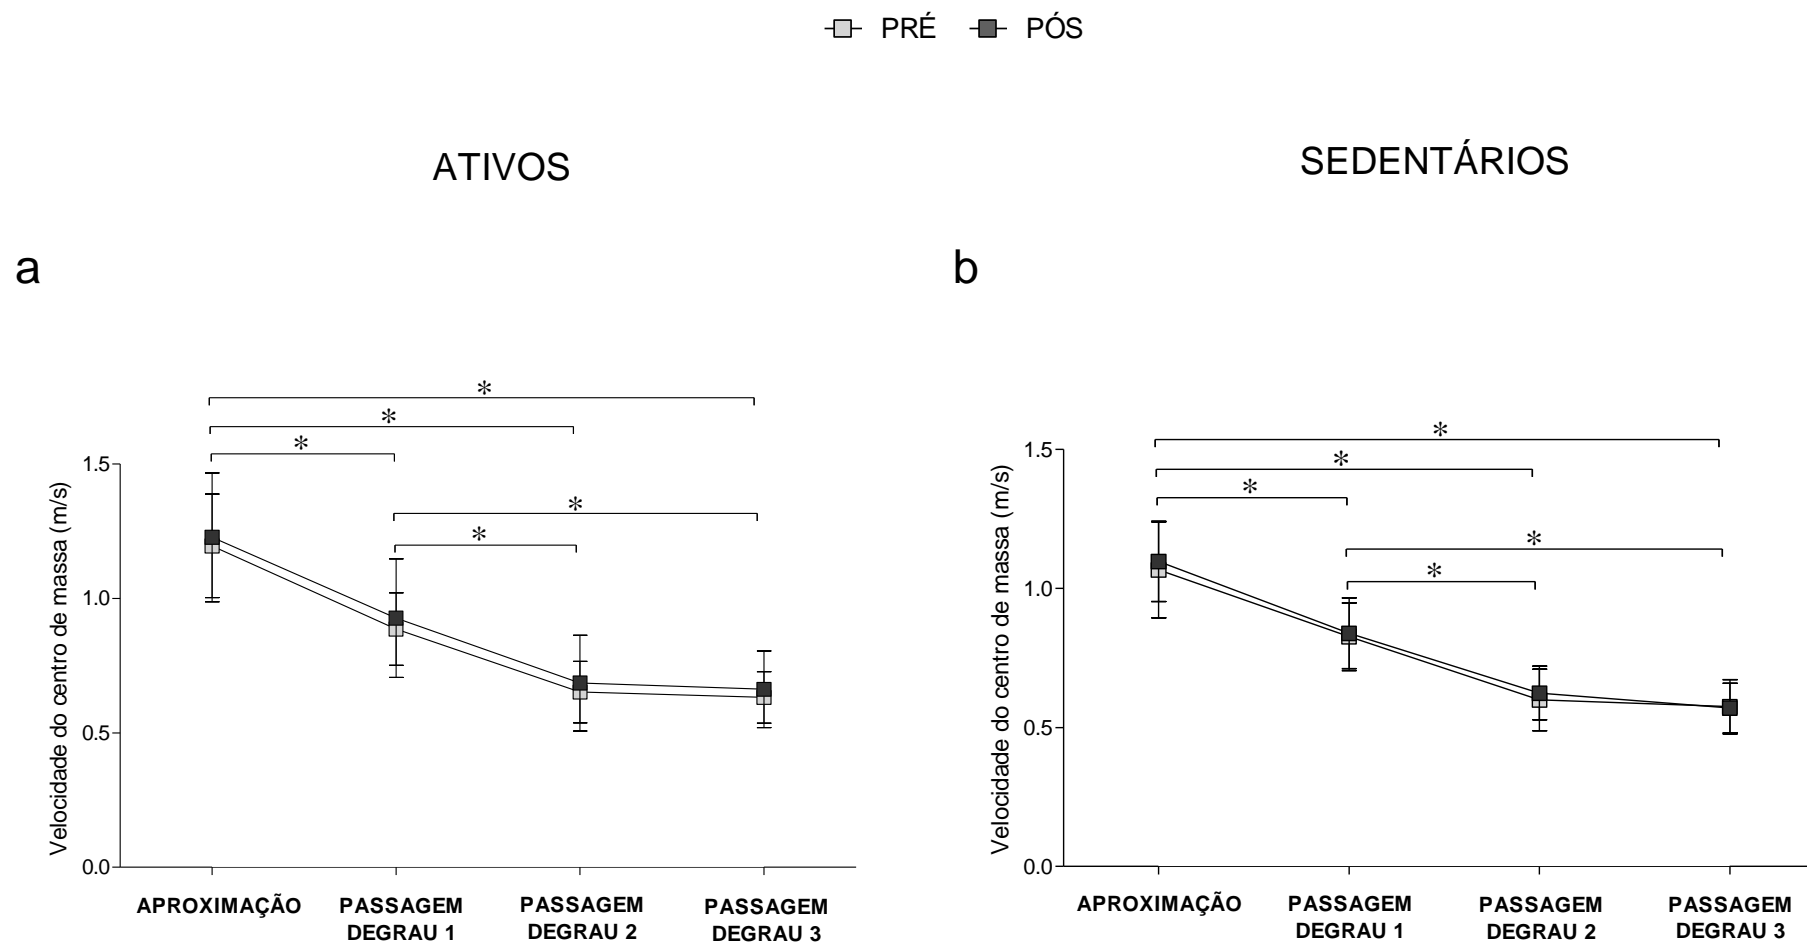 PRÉ PÓS
ATIVOS
SEDENTÁRIOS
a
b
*
*
*
*
*
1.5
1.0
0.5
0.0
Velocidade do centro de massa (m/s)
APROXIMAÇÃO
PASSAGEM
DEGRAU 1
PASSAGEM
DEGRAU 2
PASSAGEM
DEGRAU 3
*
*
*
*
*
1.5
1.0
0.5
0.0
Velocidade do centro de massa (m/s)
APROXIMAÇÃO
PASSAGEM
DEGRAU 1
PASSAGEM
DEGRAU 2
PASSAGEM
DEGRAU 3